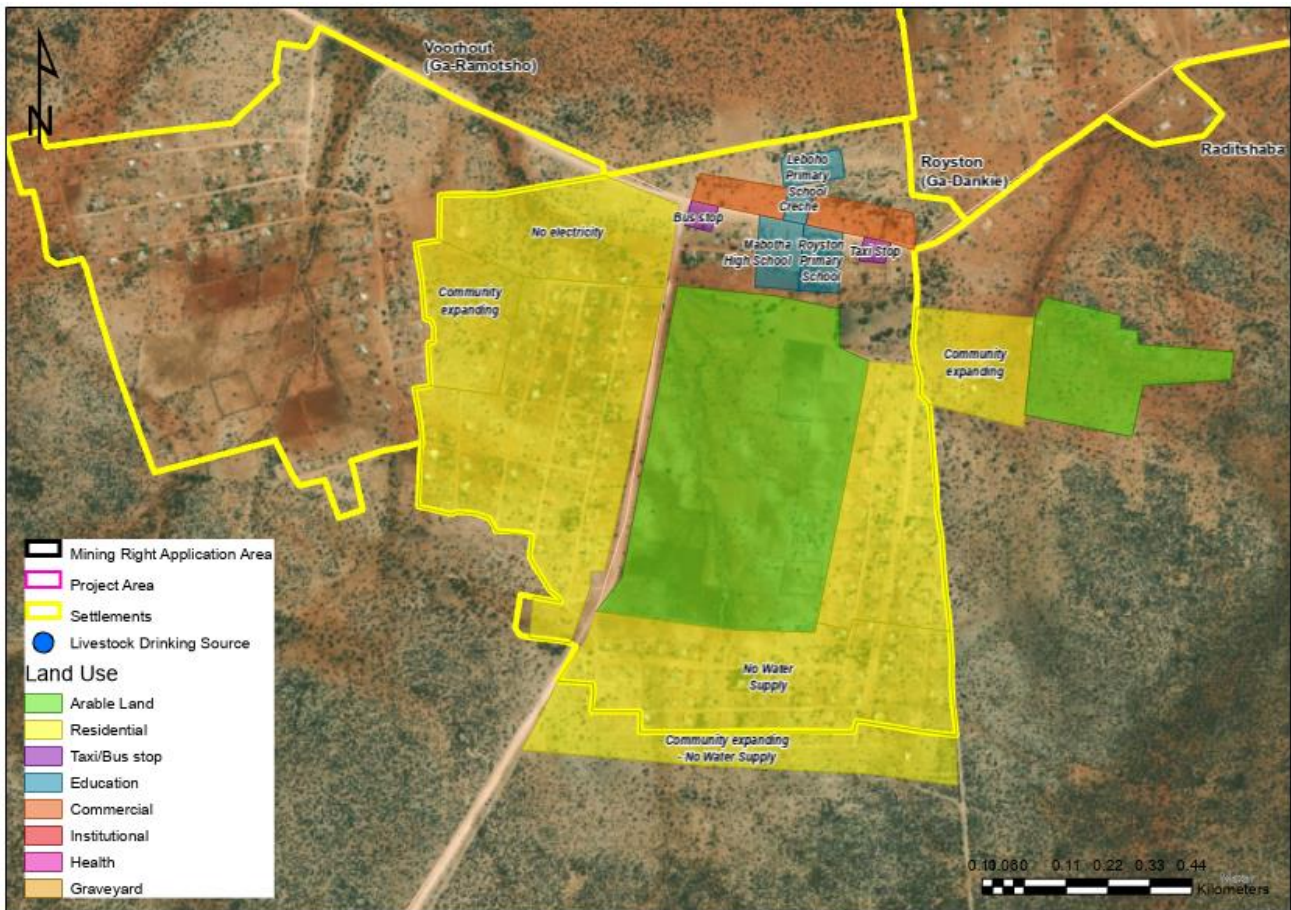 Voorhout
(Ga-Ramotsho)
N
Raditshaba
Royston
(Ga-Dankie)
Leboho
Primary
School
Creche
Bus stop
Mabotha
High School
Royston
Primary
School
Taxi Stop
No electricity
Community
expanding
Community
expanding
No Water
Supply
Community expanding
- No Water Supply
Mining Right Application Area
Project Area
Settlements
Livestock Drinking Source
Land Use
Arable Land
Residential
Taxi/Bus stop
Education
Commercial
Institutional
Health
Graveyard
0.11 0.22 0.33 0.44
Kilometers